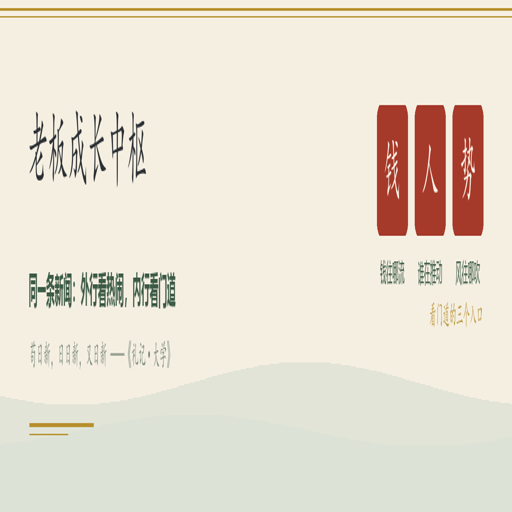 老板成长中枢
钱 人 势
同一条新闻：外行看热闹，内行看门道
钱往哪流 谁在推动 风往哪吹
看门道的三个入口
苟日新，日日新，又日新 ——《礼记·大学》